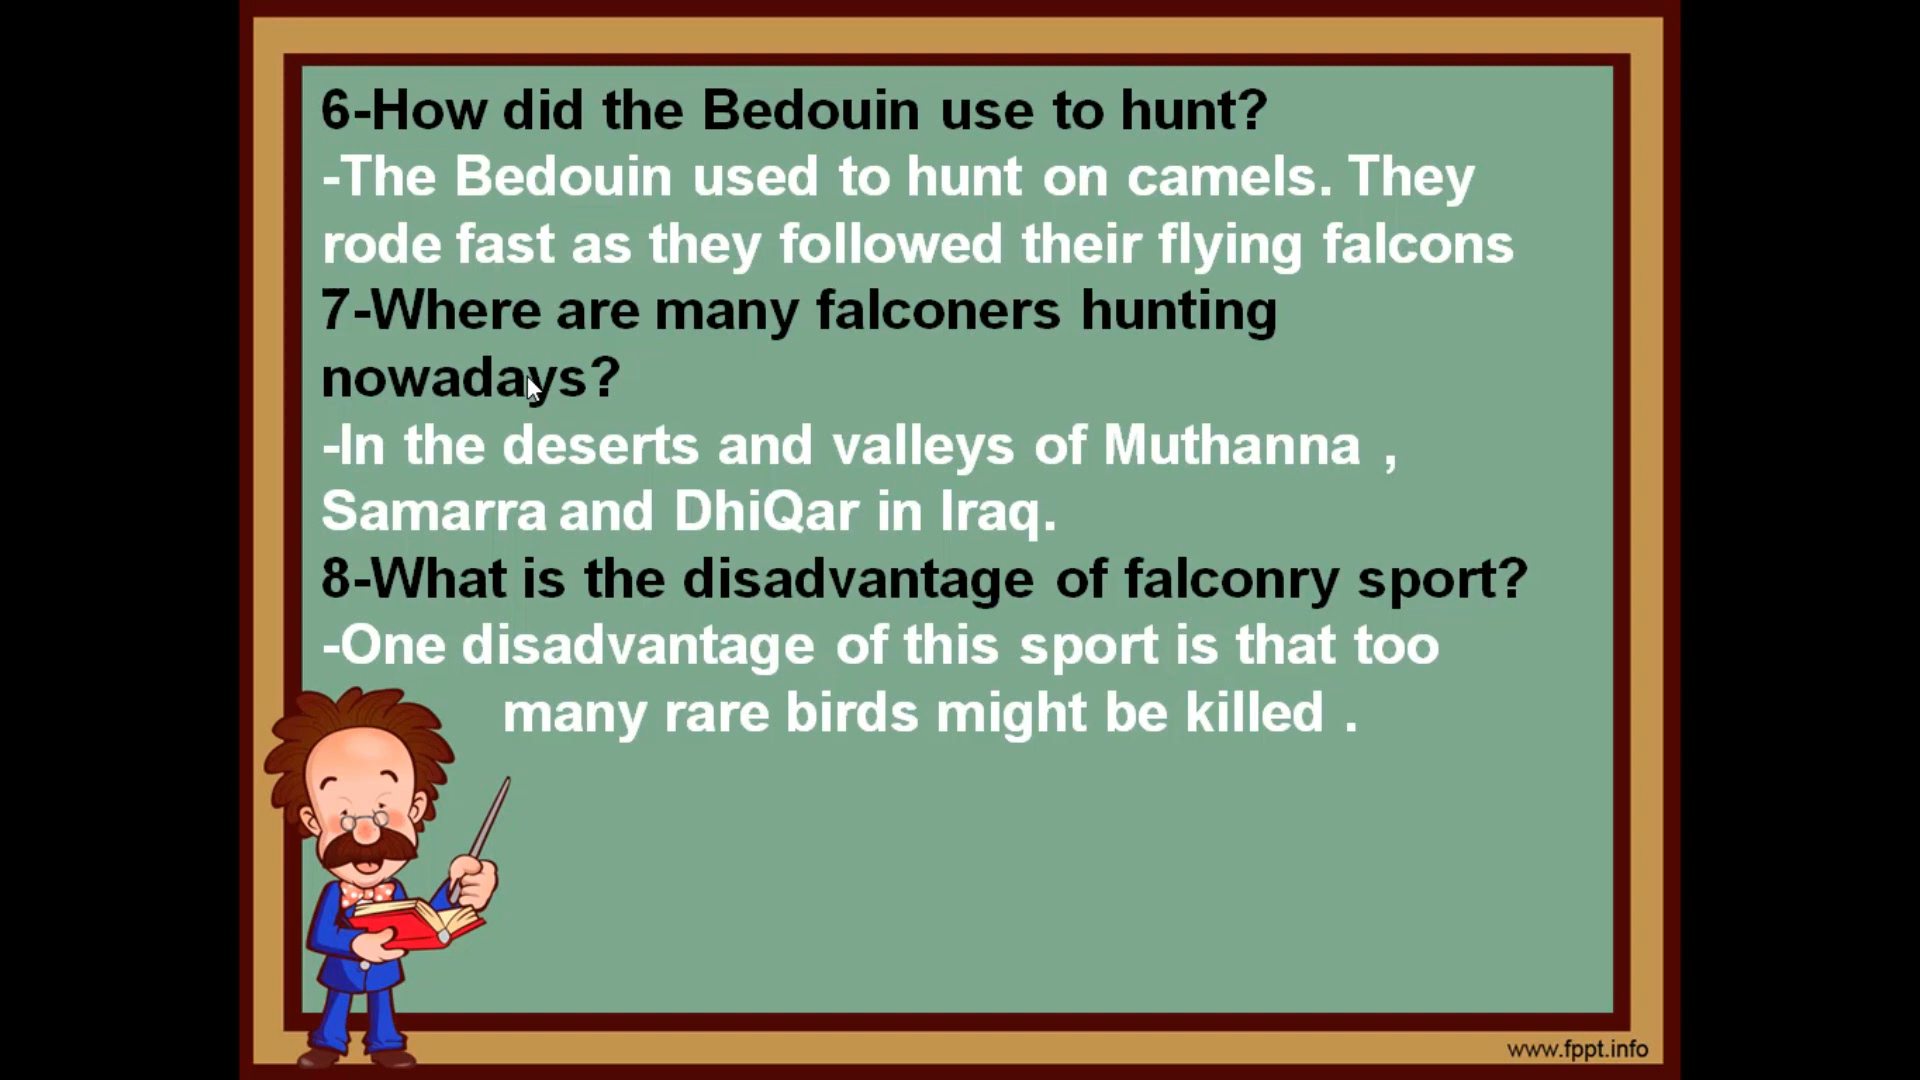 6-How did the Bedouin use to hunt?
-The Bedouin used to hunt on camels. They
rode fast as they followed their flying falcons
7-Where are many falconers hunting
nowadays?
-In the deserts and valleys of Muthanna ,
Samarra and DhiQar in Iraq.
8-What is the disadvantage of falconry sport?
-One disadvantage of this sport is that too
many rare birds might be killed .
www.fppt.info